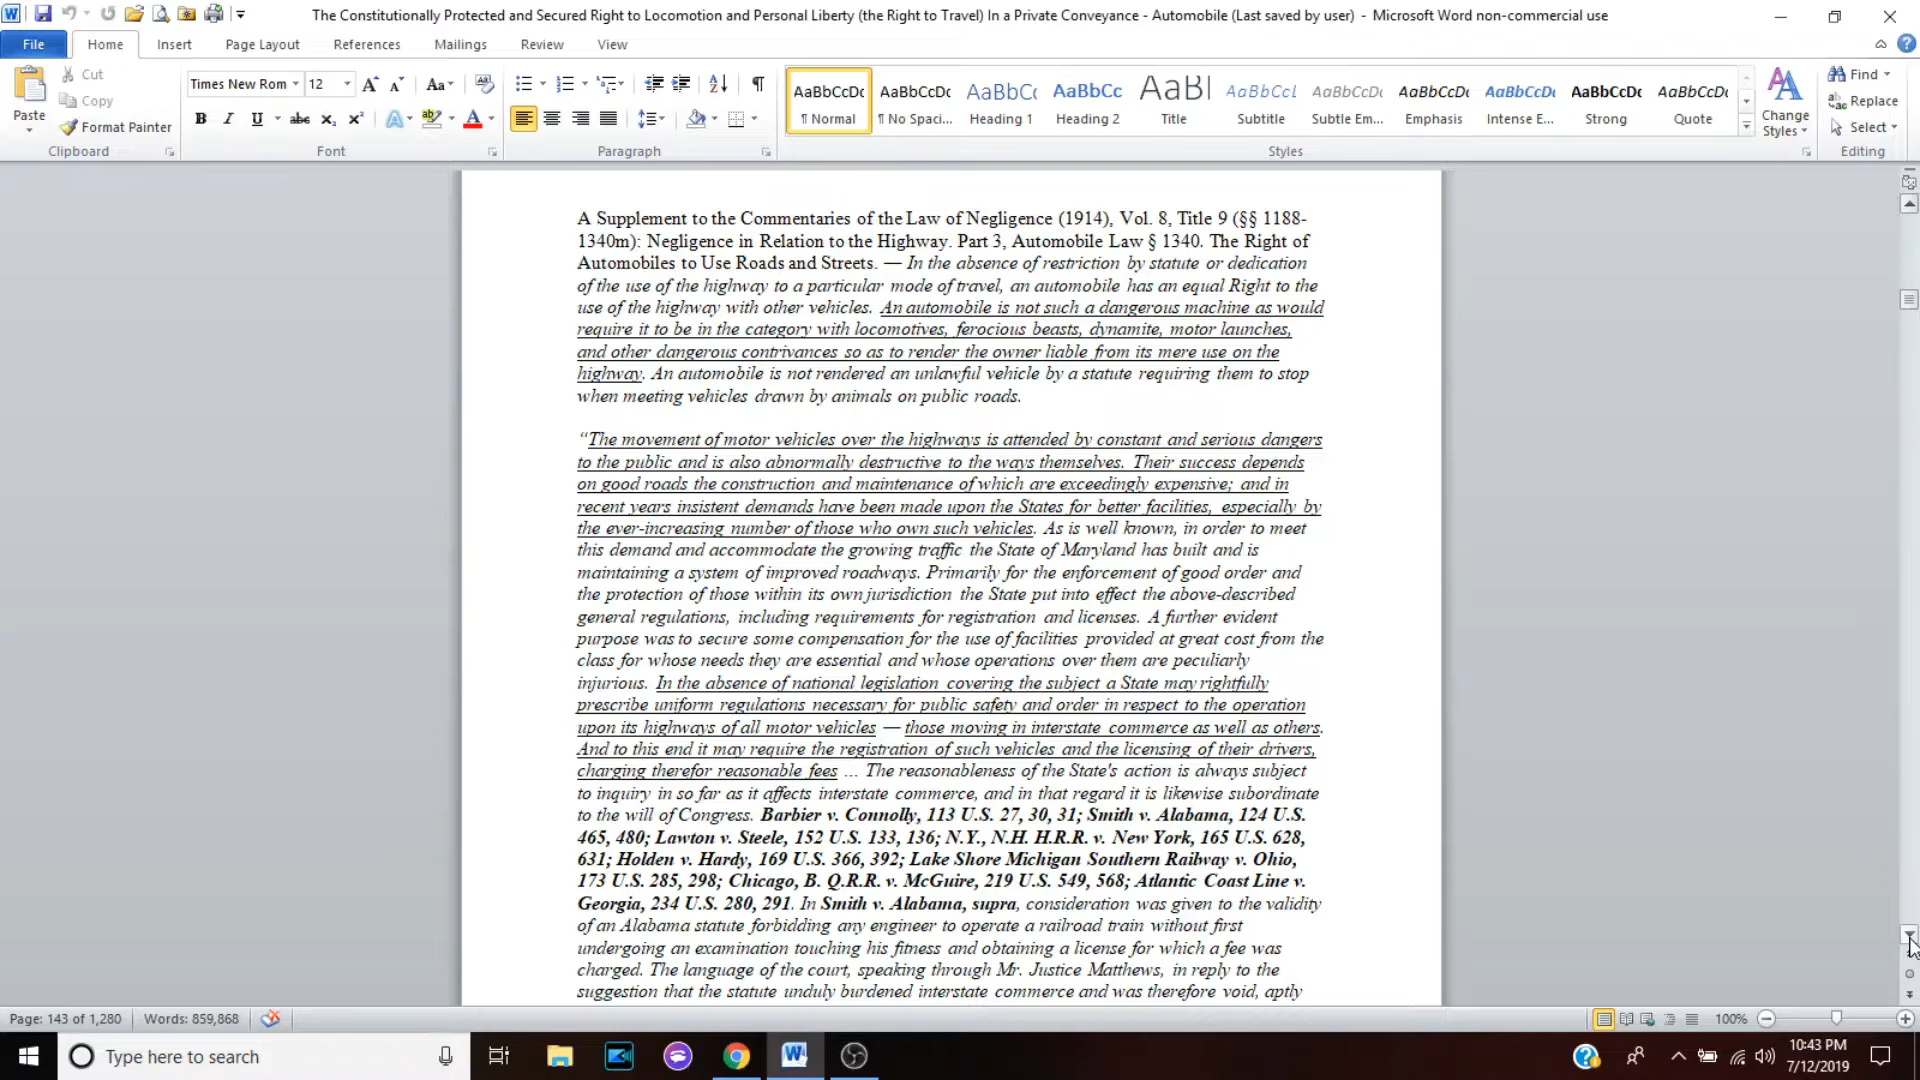 The Constitutionally Protected and Secured Right to Locomotion and Personal Liberty (the Right to Travel) In a Private Conveyance - Automobile (Last saved by user) - Microsoft Word non-commercial use
File Home Insert Page Layout References Mailings Review View
Paste
Cut
Copy
Format Painter
Clipboard
Times New Rom 12
Font
Paragraph
AaBbCcDc AaBbCcDc AaBbC AaBbCc AaBl AaBbCcL AaBbCcDc AaBbCcDc AaBbCcDc AaBbCcDc AaBbCcDc
¶ Normal ¶ No Spaci... Heading 1 Heading 2 Title Subtitle Subtle Em... Emphasis Intense E... Strong Quote
Change
Styles
Styles
Find
Replace
Select
Editing
A Supplement to the Commentaries of the Law of Negligence (1914), Vol. 8, Title 9 (§§ 1188-
1340m): Negligence in Relation to the Highway. Part 3, Automobile Law § 1340. The Right of
Automobiles to Use Roads and Streets. — In the absence of restriction by statute or dedication
of the use of the highway to a particular mode of travel, an automobile has an equal Right to the
use of the highway with other vehicles. An automobile is not such a dangerous machine as would
require it to be in the category with locomotives, ferocious beasts, dynamite, motor launches,
and other dangerous contrivances so as to render the owner liable from its mere use on the
highway. An automobile is not rendered an unlawful vehicle by a statute requiring them to stop
when meeting vehicles drawn by animals on public roads.
“The movement of motor vehicles over the highways is attended by constant and serious dangers
to the public and is also abnormally destructive to the ways themselves. Their success depends
on good roads the construction and maintenance of which are exceedingly expensive; and in
recent years insistent demands have been made upon the States for better facilities, especially by
the ever-increasing number of those who own such vehicles. As is well known, in order to meet
this demand and accommodate the growing traffic the State of Maryland has built and is
maintaining a system of improved roadways. Primarily for the enforcement of good order and
the protection of those within its own jurisdiction the State put into effect the above-described
general regulations, including requirements for registration and licenses. A further evident
purpose was to secure some compensation for the use of facilities provided at great cost from the
class for whose needs they are essential and whose operations over them are peculiarly
injurious. In the absence of national legislation covering the subject a State may rightfully
prescribe uniform regulations necessary for public safety and order in respect to the operation
upon its highways of all motor vehicles — those moving in interstate commerce as well as others.
And to this end it may require the registration of such vehicles and the licensing of their drivers,
charging therefor reasonable fees ... The reasonableness of the State's action is always subject
to inquiry in so far as it affects interstate commerce, and in that regard it is likewise subordinate
to the will of Congress. Barbier v. Connolly, 113 U.S. 27, 30, 31; Smith v. Alabama, 124 U.S.
465, 480; Lawton v. Steele, 152 U.S. 133, 136; N.Y., N.H. H.R.R. v. New York, 165 U.S. 628,
631; Holden v. Hardy, 169 U.S. 366, 392; Lake Shore Michigan Southern Railway v. Ohio,
173 U.S. 285, 298; Chicago, B. Q.R.R. v. McGuire, 219 U.S. 549, 568; Atlantic Coast Line v.
Georgia, 234 U.S. 280, 291. In Smith v. Alabama, supra, consideration was given to the validity
of an Alabama statute forbidding any engineer to operate a railroad train without first
undergoing an examination touching his fitness and obtaining a license for which a fee was
charged. The language of the court, speaking through Mr. Justice Matthews, in reply to the
suggestion that the statute unduly burdened interstate commerce and was therefore void, aptly
Page: 143 of 1,280 Words: 859,868 100%
Type here to search
10:43 PM
7/12/2019